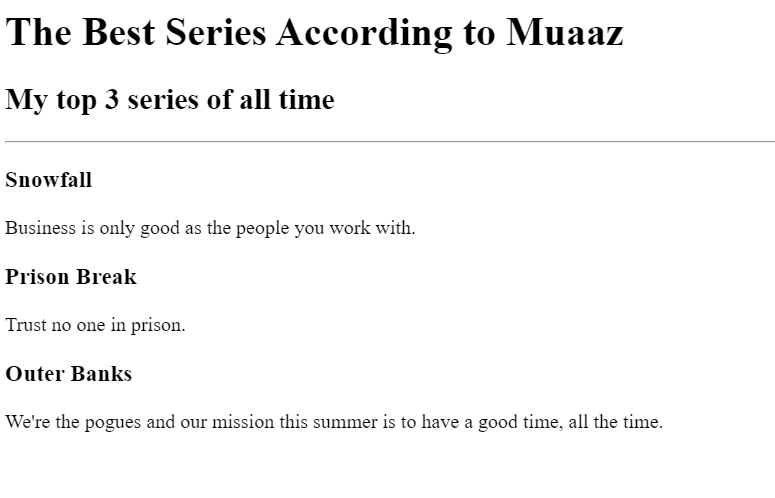 The Best Series According to Muaaz
My top 3 series of all time
Snowfall
Business is only good as the people you work with.
Prison Break
Trust no one in prison.
Outer Banks
We're the pogues and our mission this summer is to have a good time, all the time.